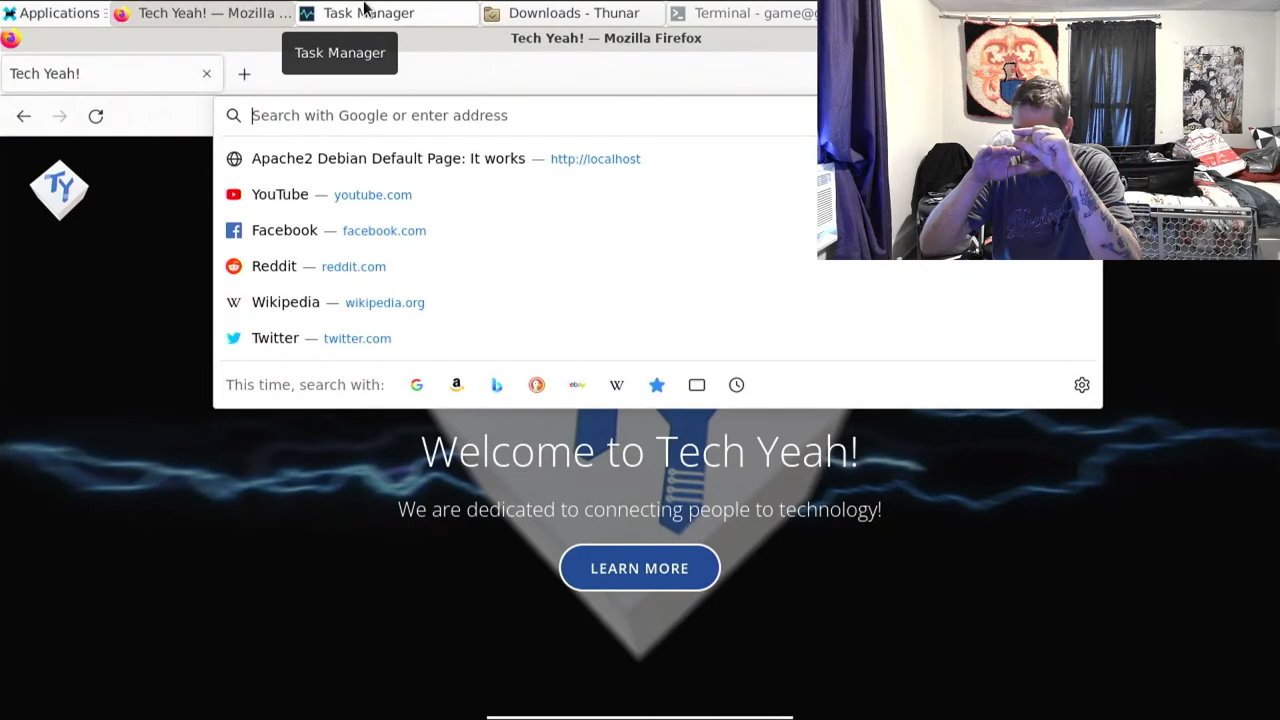 Applications
Tech Yeah! — Mozilla ...
Task Manager
Downloads - Thunar
Terminal - game@g
Tech Yeah! — Mozilla Firefox
Task Manager
Tech Yeah!
Search with Google or enter address
Apache2 Debian Default Page: It works — http://localhost
TY
YouTube — youtube.com
Facebook — facebook.com
Reddit — reddit.com
Wikipedia — wikipedia.org
Twitter — twitter.com
This time, search with:
Welcome to Tech Yeah!
We are dedicated to connecting people to technology!
LEARN MORE